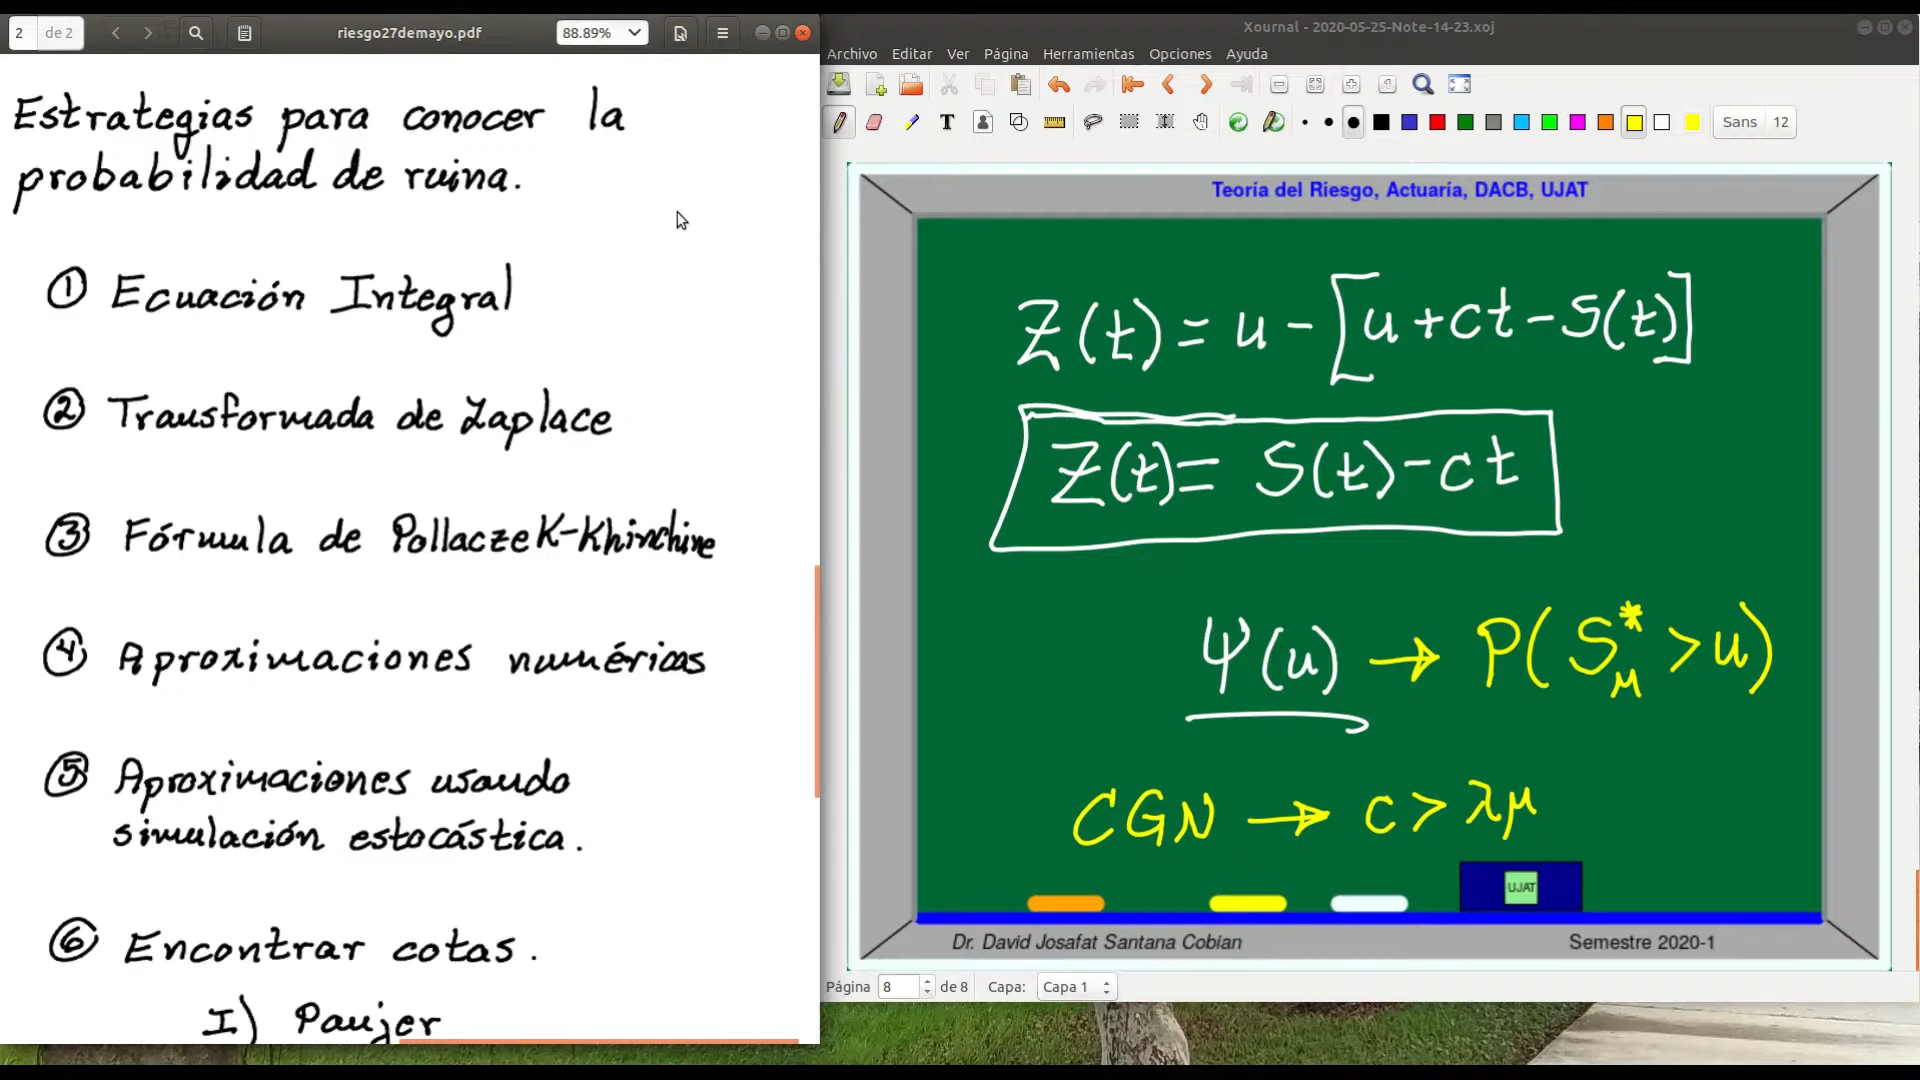 2 de 2
riesgo27demayo.pdf
88.89%
Estrategias para conocer la
probabilidad de ruina.
① Ecuación Integral
② Transformada de Laplace
③ Fórmula de Pollaczek-Khinchine
④ Aproximaciones numéricas
⑤ Aproximaciones usando
simulación estocástica.
⑥ Encontrar cotas.
I) Paujer
Xournal - 2020-05-25-Note-14-23.xoj
Archivo Editar Ver Página Herramientas Opciones Ayuda
Sans 12
Teoría del Riesgo, Actuaría, DACB, UJAT
Z(t) = u - [u + ct - S(t)]
Z(t) = S(t) - ct
Ψ(u) → P(S*_M > u)
CGN → c > λμ
UJAT
Dr. David Josafat Santana Cobian
Semestre 2020-1
Página 8 de 8 Capa: Capa 1